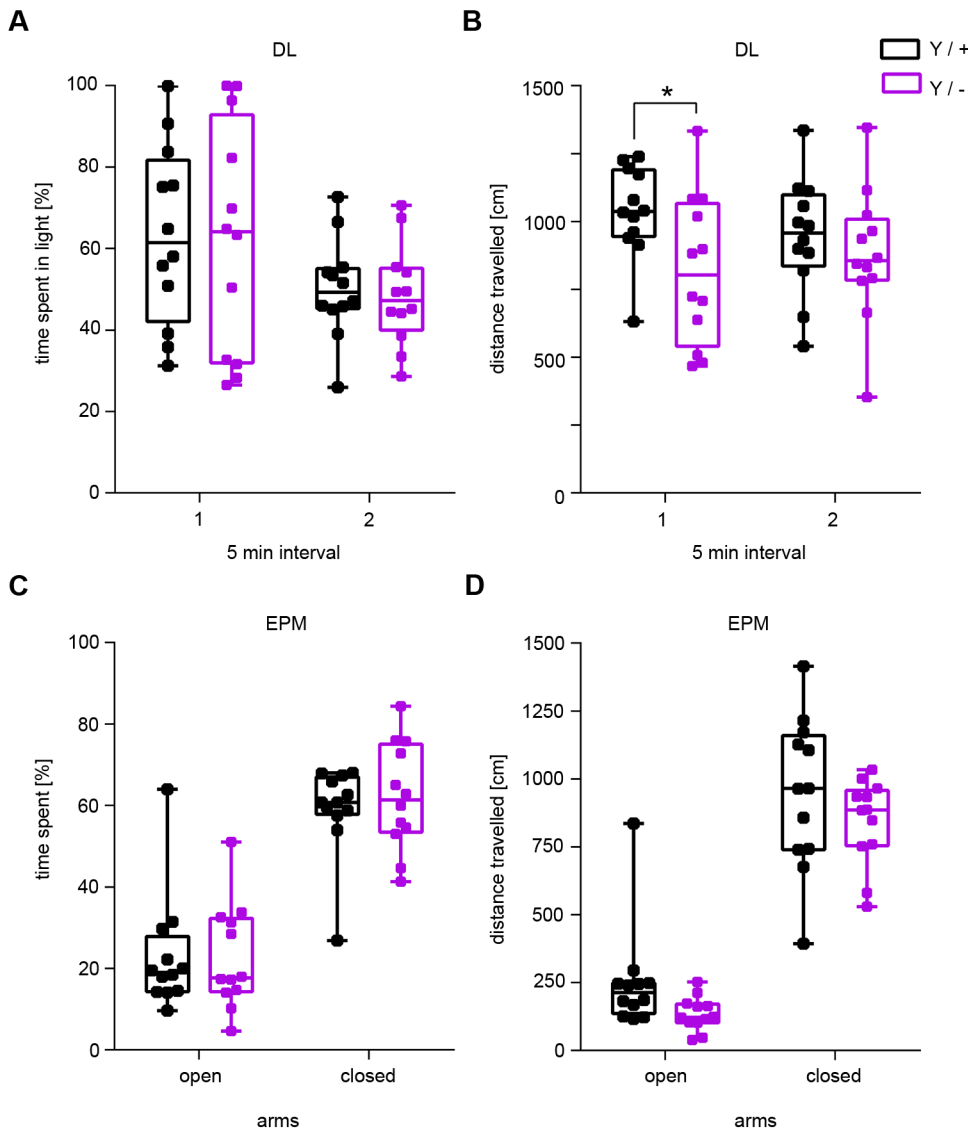 A
DL
100
80
60
40
20
0
time spent in light [%]
1
2
5 min interval
B
DL
Y / +
Y / -
1500
1000
500
0
distance travelled [cm]
*
1
2
5 min interval
C
EPM
100
80
60
40
20
0
time spent [%]
open
closed
arms
D
EPM
1500
1250
1000
750
500
250
0
distance travelled [cm]
open
closed
arms